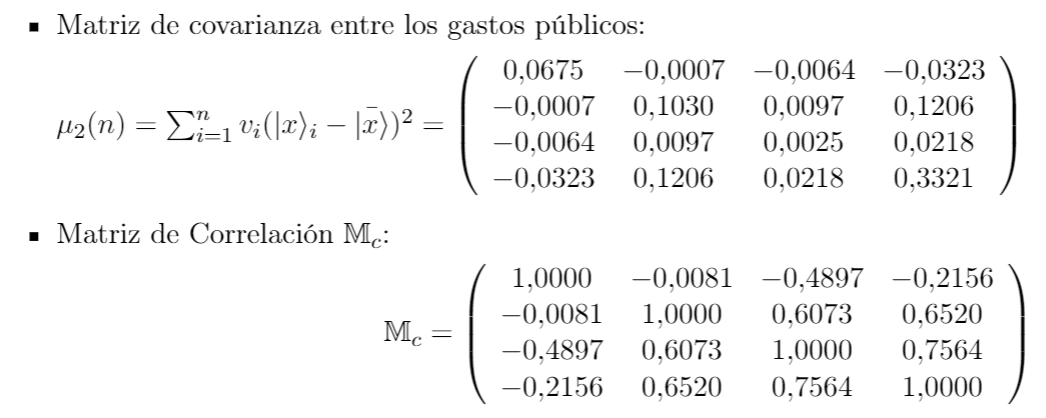 ▪ Matriz de covarianza entre los gastos públicos:
0,0675 −0,0007 −0,0064 −0,0323
−0,0007 0,1030 0,0097 0,1206
μ₂(n) = ∑ⁿᵢ₌₁ vᵢ(|x⟩ᵢ − |x̄⟩)² =
−0,0064 0,0097 0,0025 0,0218
−0,0323 0,1206 0,0218 0,3321
▪ Matriz de Correlación 𝕄c:
1,0000 −0,0081 −0,4897 −0,2156
−0,0081 1,0000 0,6073 0,6520
𝕄c =
−0,4897 0,6073 1,0000 0,7564
−0,2156 0,6520 0,7564 1,0000